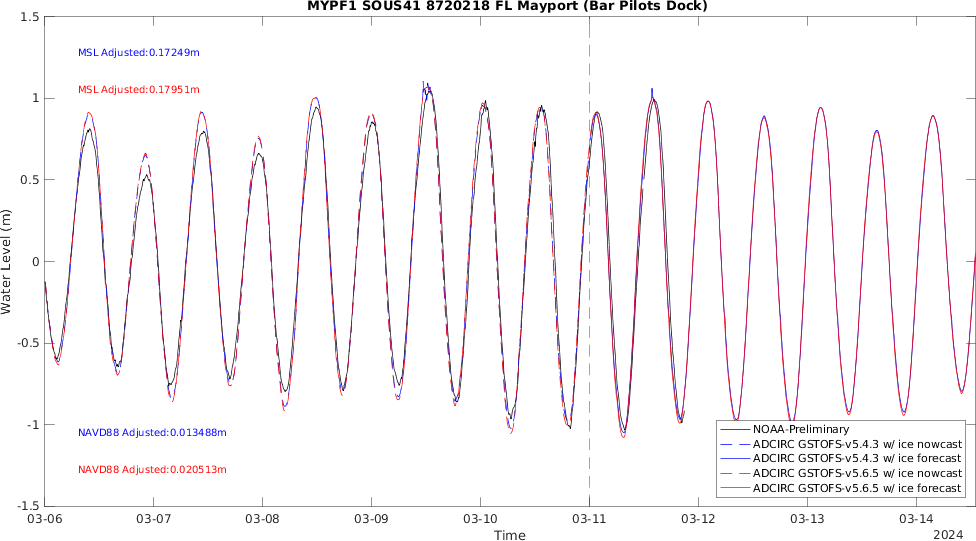 MYPF1 SOUS41 8720218 FL Mayport (Bar Pilots Dock)
1.5
MSL Adjusted:0.17249m
MSL Adjusted:0.17951m
1
0.5
0
-0.5
-1
-1.5
Water Level (m)
NAVD88 Adjusted:0.013488m
NAVD88 Adjusted:0.020513m
NOAA-Preliminary
ADCIRC GSTOFS-v5.4.3 w/ ice nowcast
ADCIRC GSTOFS-v5.4.3 w/ ice forecast
ADCIRC GSTOFS-v5.6.5 w/ ice nowcast
ADCIRC GSTOFS-v5.6.5 w/ ice forecast
03-06 03-07 03-08 03-09 03-10 03-11 03-12 03-13 03-14
Time
2024